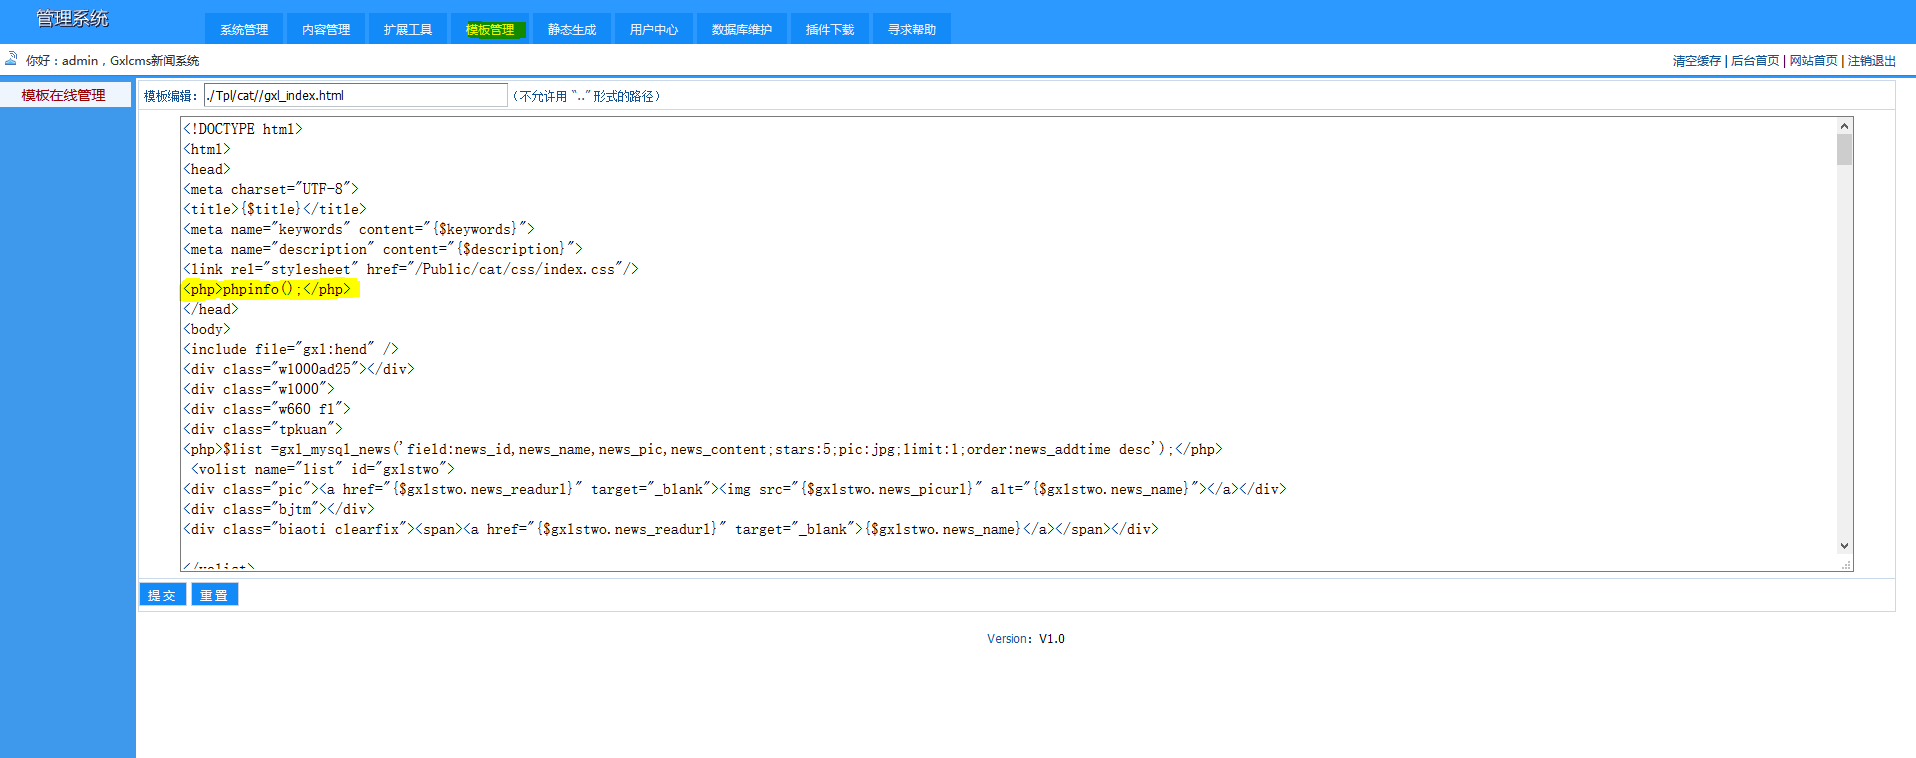 管理系统
系统管理 内容管理 扩展工具 模板管理 静态生成 用户中心 数据库维护 插件下载 寻求帮助
你好：admin，Gxlcms新闻系统
清空缓存 | 后台首页 | 网站首页 | 注销退出
模板在线管理
模板编辑： ./Tpl/cat//gxl_index.html （不允许用 “..” 形式的路径）
<!DOCTYPE html>
<html>
<head>
<meta charset="UTF-8">
<title>{$title}</title>
<meta name="keywords" content="{$keywords}">
<meta name="description" content="{$description}">
<link rel="stylesheet" href="/Public/cat/css/index.css"/>
<php>phpinfo();</php>
</head>
<body>
<include file="gxl:hend" />
<div class="w1000ad25"></div>
<div class="w1000">
<div class="w660 fl">
<div class="tpkuan">
<php>$list =gxl_mysql_news('field:news_id,news_name,news_pic,news_content;stars:5;pic:jpg;limit:1;order:news_addtime desc');</php>
<volist name="list" id="gxlstwo">
<div class="pic"><a href="{$gxlstwo.news_readurl}" target="_blank"><img src="{$gxlstwo.news_picurl}" alt="{$gxlstwo.news_name}"></a></div>
<div class="bjtm"></div>
<div class="biaoti clearfix"><span><a href="{$gxlstwo.news_readurl}" target="_blank">{$gxlstwo.news_name}</a></span></div>
</volist>
提交 重置
Version：V1.0